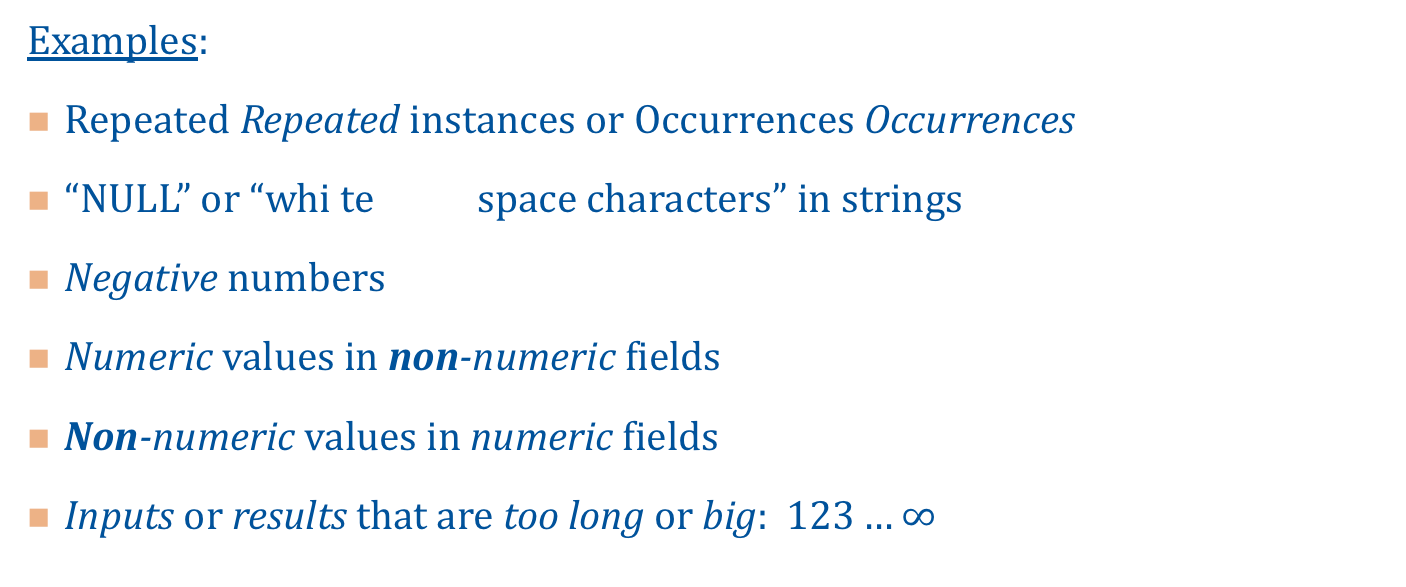 Examples:
■ Repeated Repeated instances or Occurrences Occurrences
■ “NULL” or “whi te          space characters” in strings
■ Negative numbers
■ Numeric values in non-numeric fields
■ Non-numeric values in numeric fields
■ Inputs or results that are too long or big:  123 … ∞